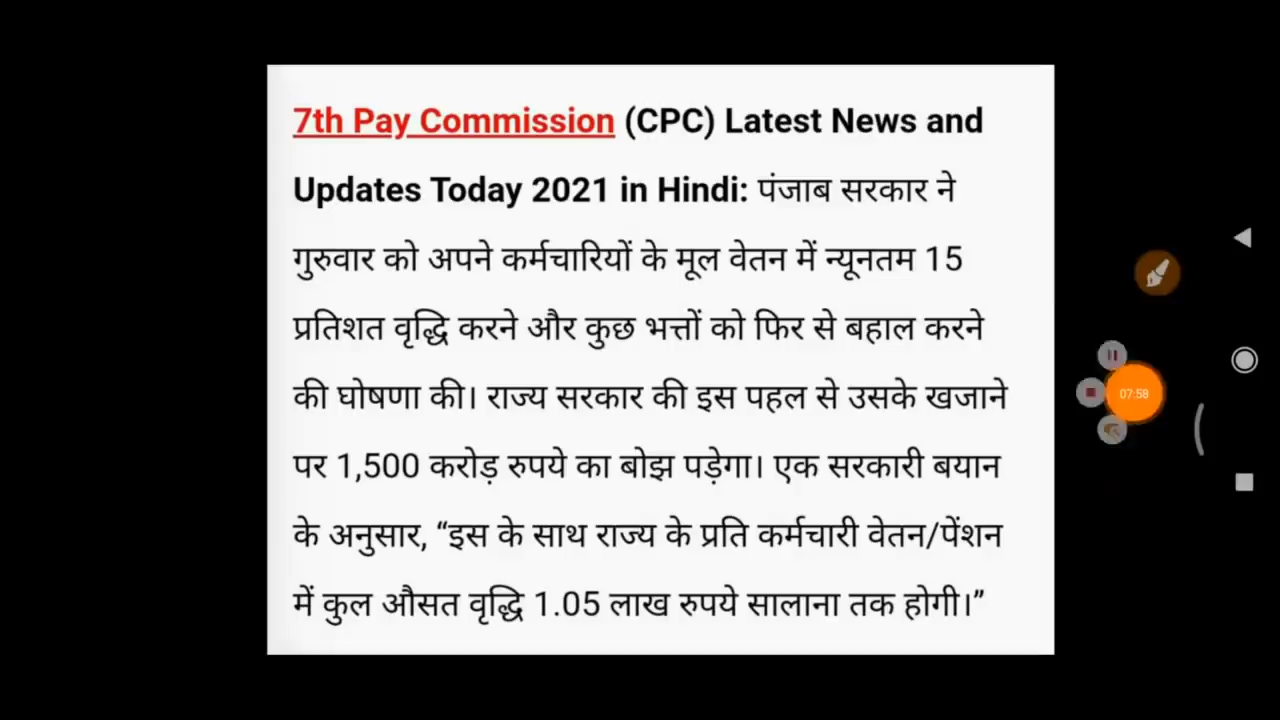 7th Pay Commission (CPC) Latest News and
Updates Today 2021 in Hindi: पंजाब सरकार ने
गुरुवार को अपने कर्मचारियों के मूल वेतन में न्यूनतम 15
प्रतिशत वृद्धि करने और कुछ भत्तों को फिर से बहाल करने
की घोषणा की। राज्य सरकार की इस पहल से उसके खजाने
पर 1,500 करोड़ रुपये का बोझ पड़ेगा। एक सरकारी बयान
के अनुसार, “इस के साथ राज्य के प्रति कर्मचारी वेतन/पेंशन
में कुल औसत वृद्धि 1.05 लाख रुपये सालाना तक होगी।”
07:58